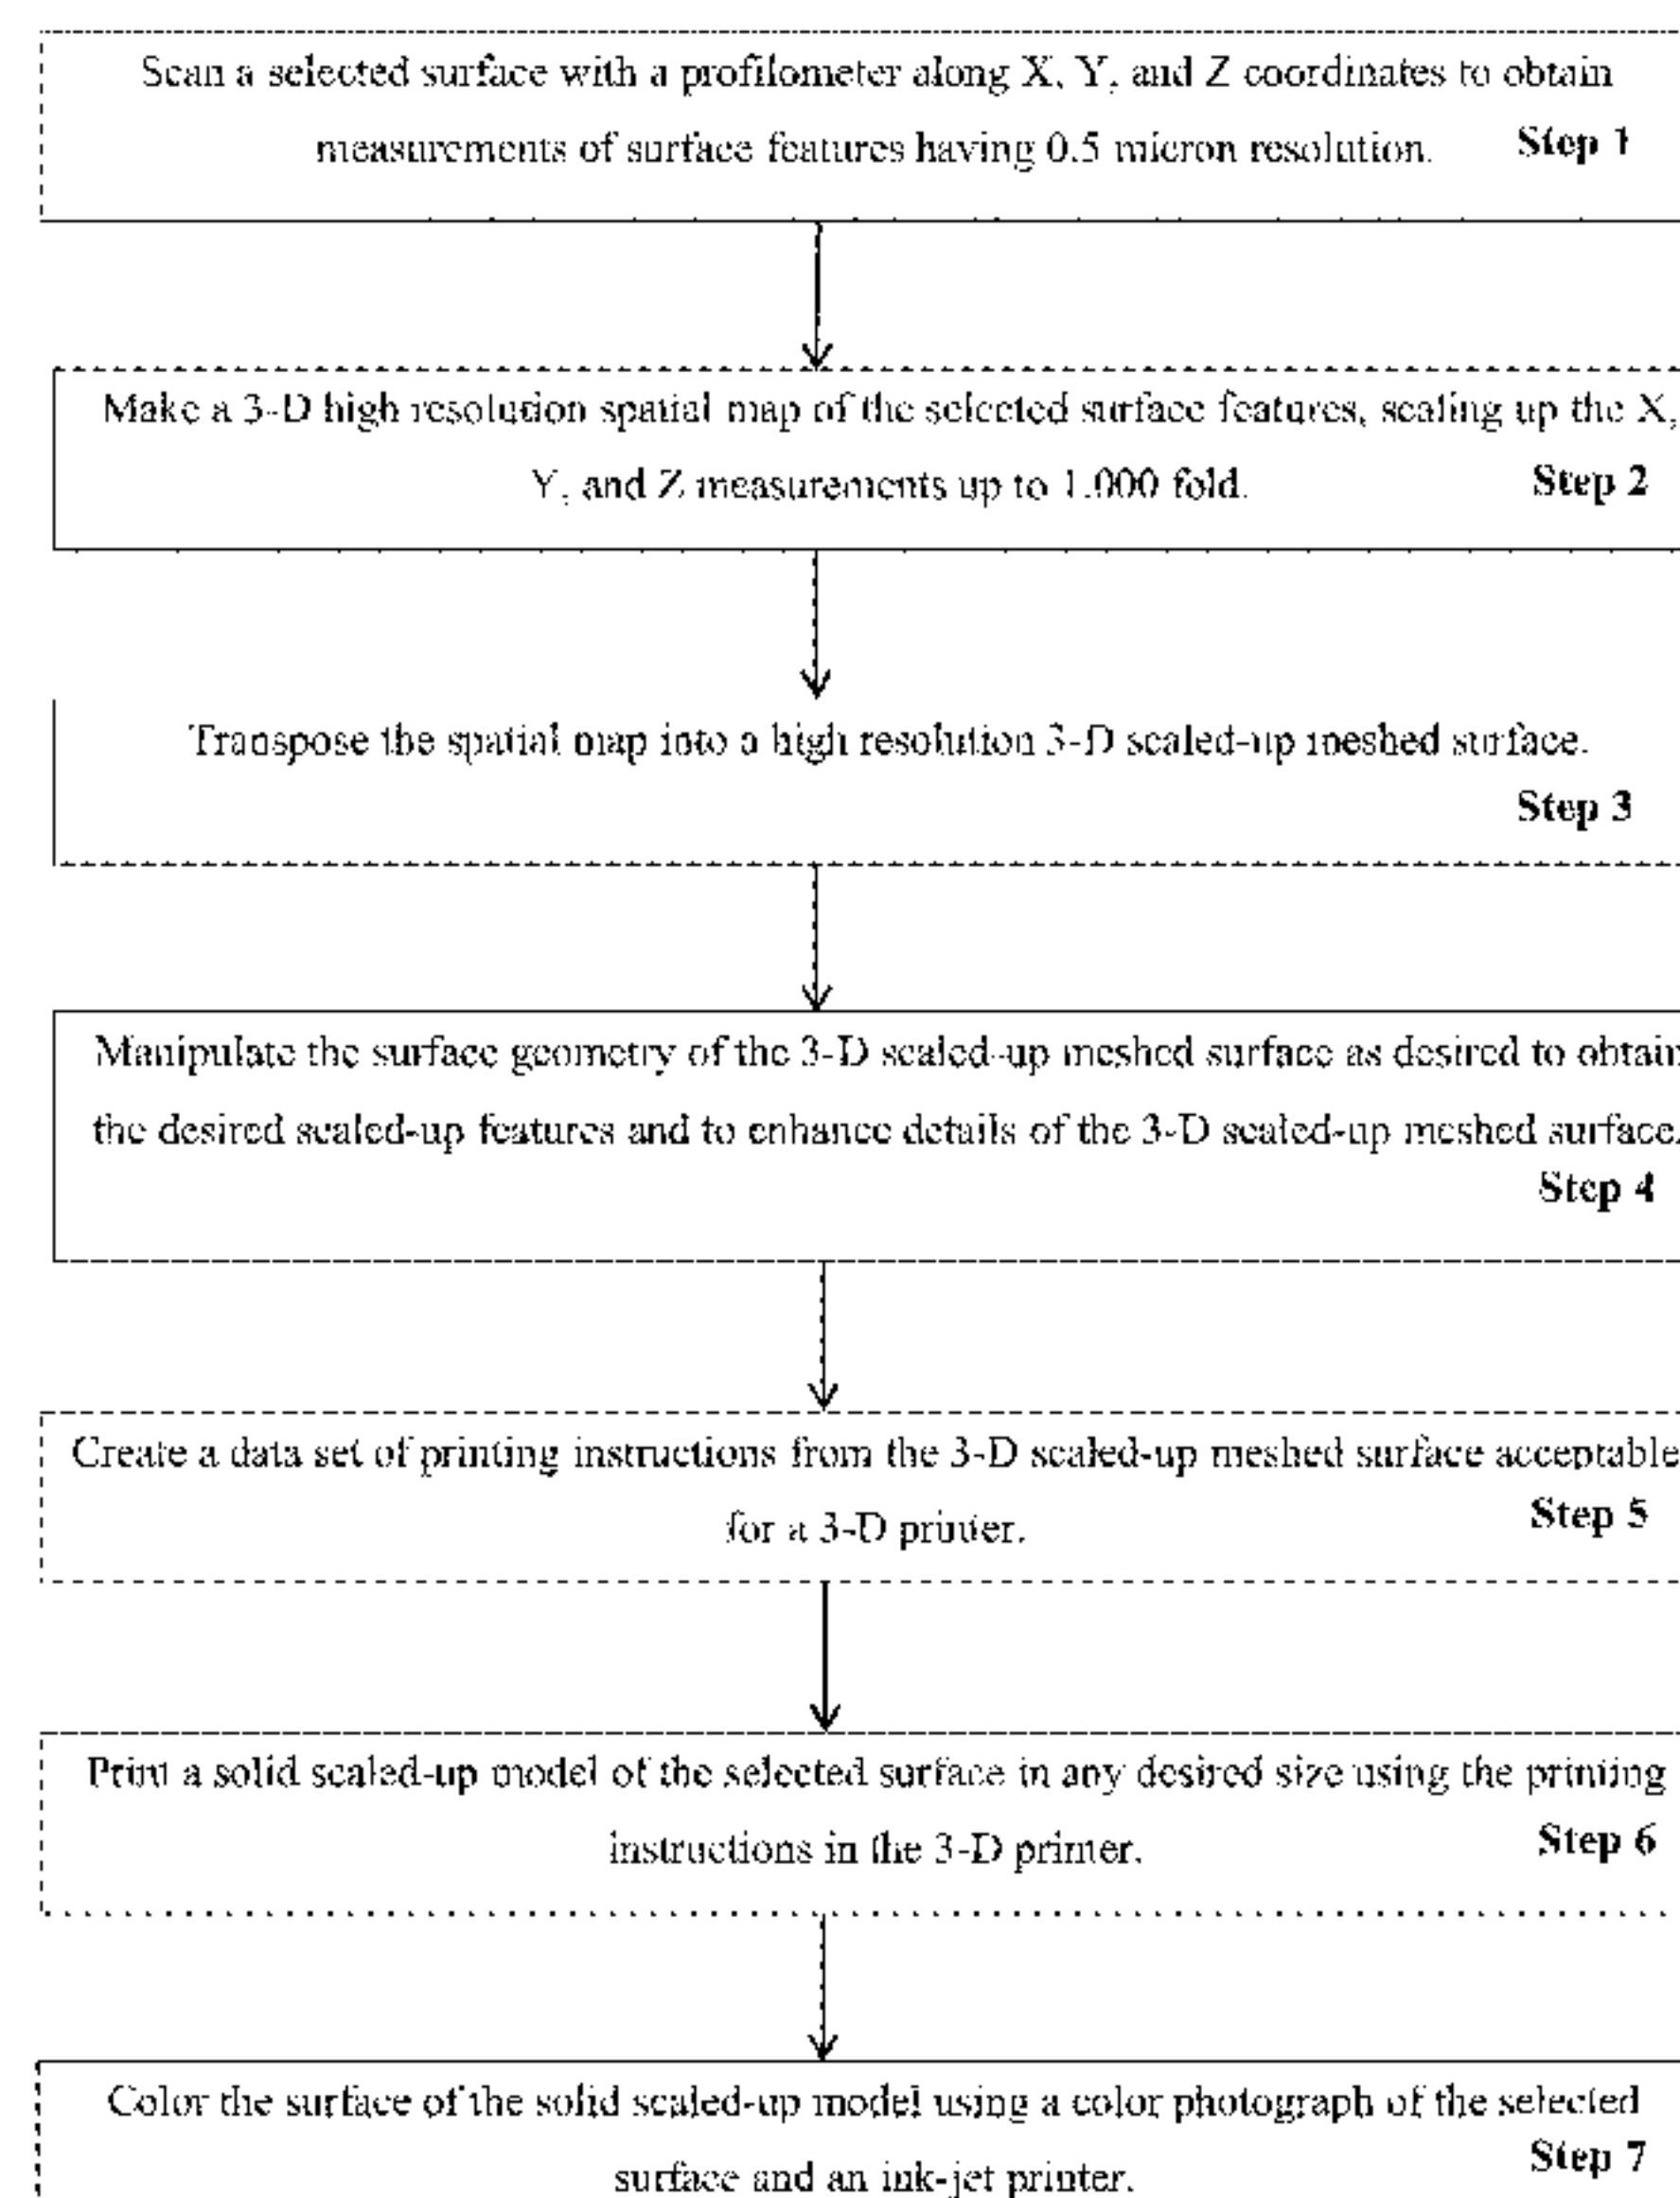 Scan a selected surface with a profilometer along X, Y, and Z coordinates to obtain
measurements of surface features having 0.5 micron resolution. Step 1
Make a 3-D high resolution spatial map of the selected surface features, scaling up the X,
Y, and Z measurements up to 1.000 fold. Step 2
Transpose the spatial map into a high resolution 3-D scaled-up meshed surface.
Step 3
Manipulate the surface geometry of the 3-D scaled-up meshed surface as desired to obtain
the desired scaled-up features and to enhance details of the 3-D scaled-up meshed surface.
Step 4
Create a data set of printing instructions from the 3-D scaled-up meshed surface acceptable
for a 3-D printer. Step 5
Print a solid scaled-up model of the selected surface in any desired size using the printing
instructions in the 3-D printer. Step 6
Color the surface of the solid scaled-up model using a color photograph of the selected
surface and an ink-jet printer. Step 7